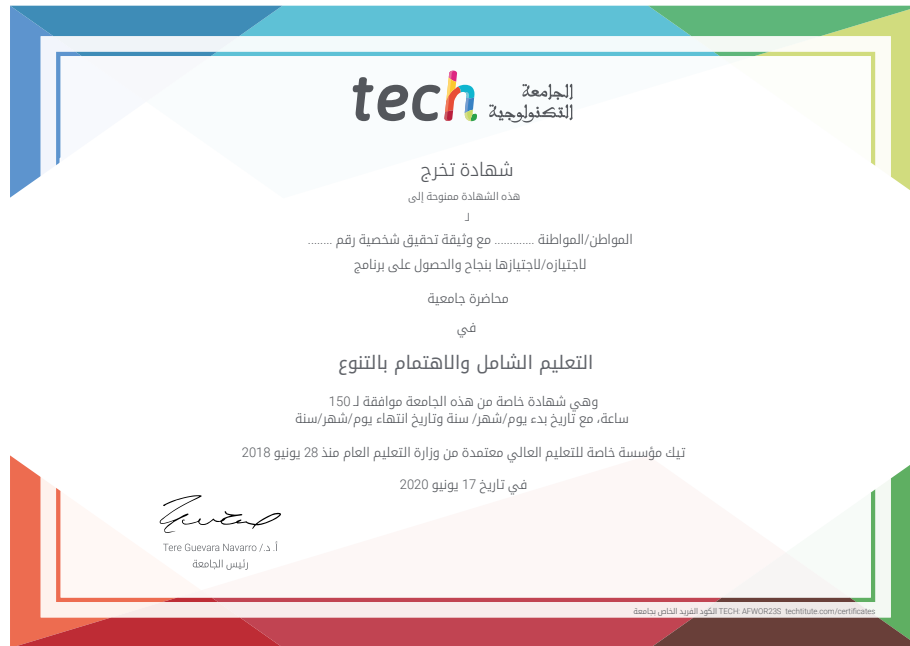 tech الجامعة
التكنولوجية
شهادة تخرج
هذه الشهادة ممنوحة إلى
لـ
المواطن/المواطنة ............ مع وثيقة تحقيق شخصية رقم ........
لاجتيازه/لاجتيازها بنجاح والحصول على برنامج
محاضرة جامعية
في
التعليم الشامل والاهتمام بالتنوع
وهي شهادة خاصة من هذه الجامعة موافقة لـ 150
ساعة، مع تاريخ بدء يوم/شهر/ سنة وتاريخ انتهاء يوم/شهر/سنة
تيك مؤسسة خاصة للتعليم العالي معتمدة من وزارة التعليم العام منذ 28 يونيو 2018
في تاريخ 17 يونيو 2020
أ.د./ Tere Guevara Navarro
رئيس الجامعة
الكود الفريد الخاص بجامعة TECH: AFWOR23S techtitute.com/certificates